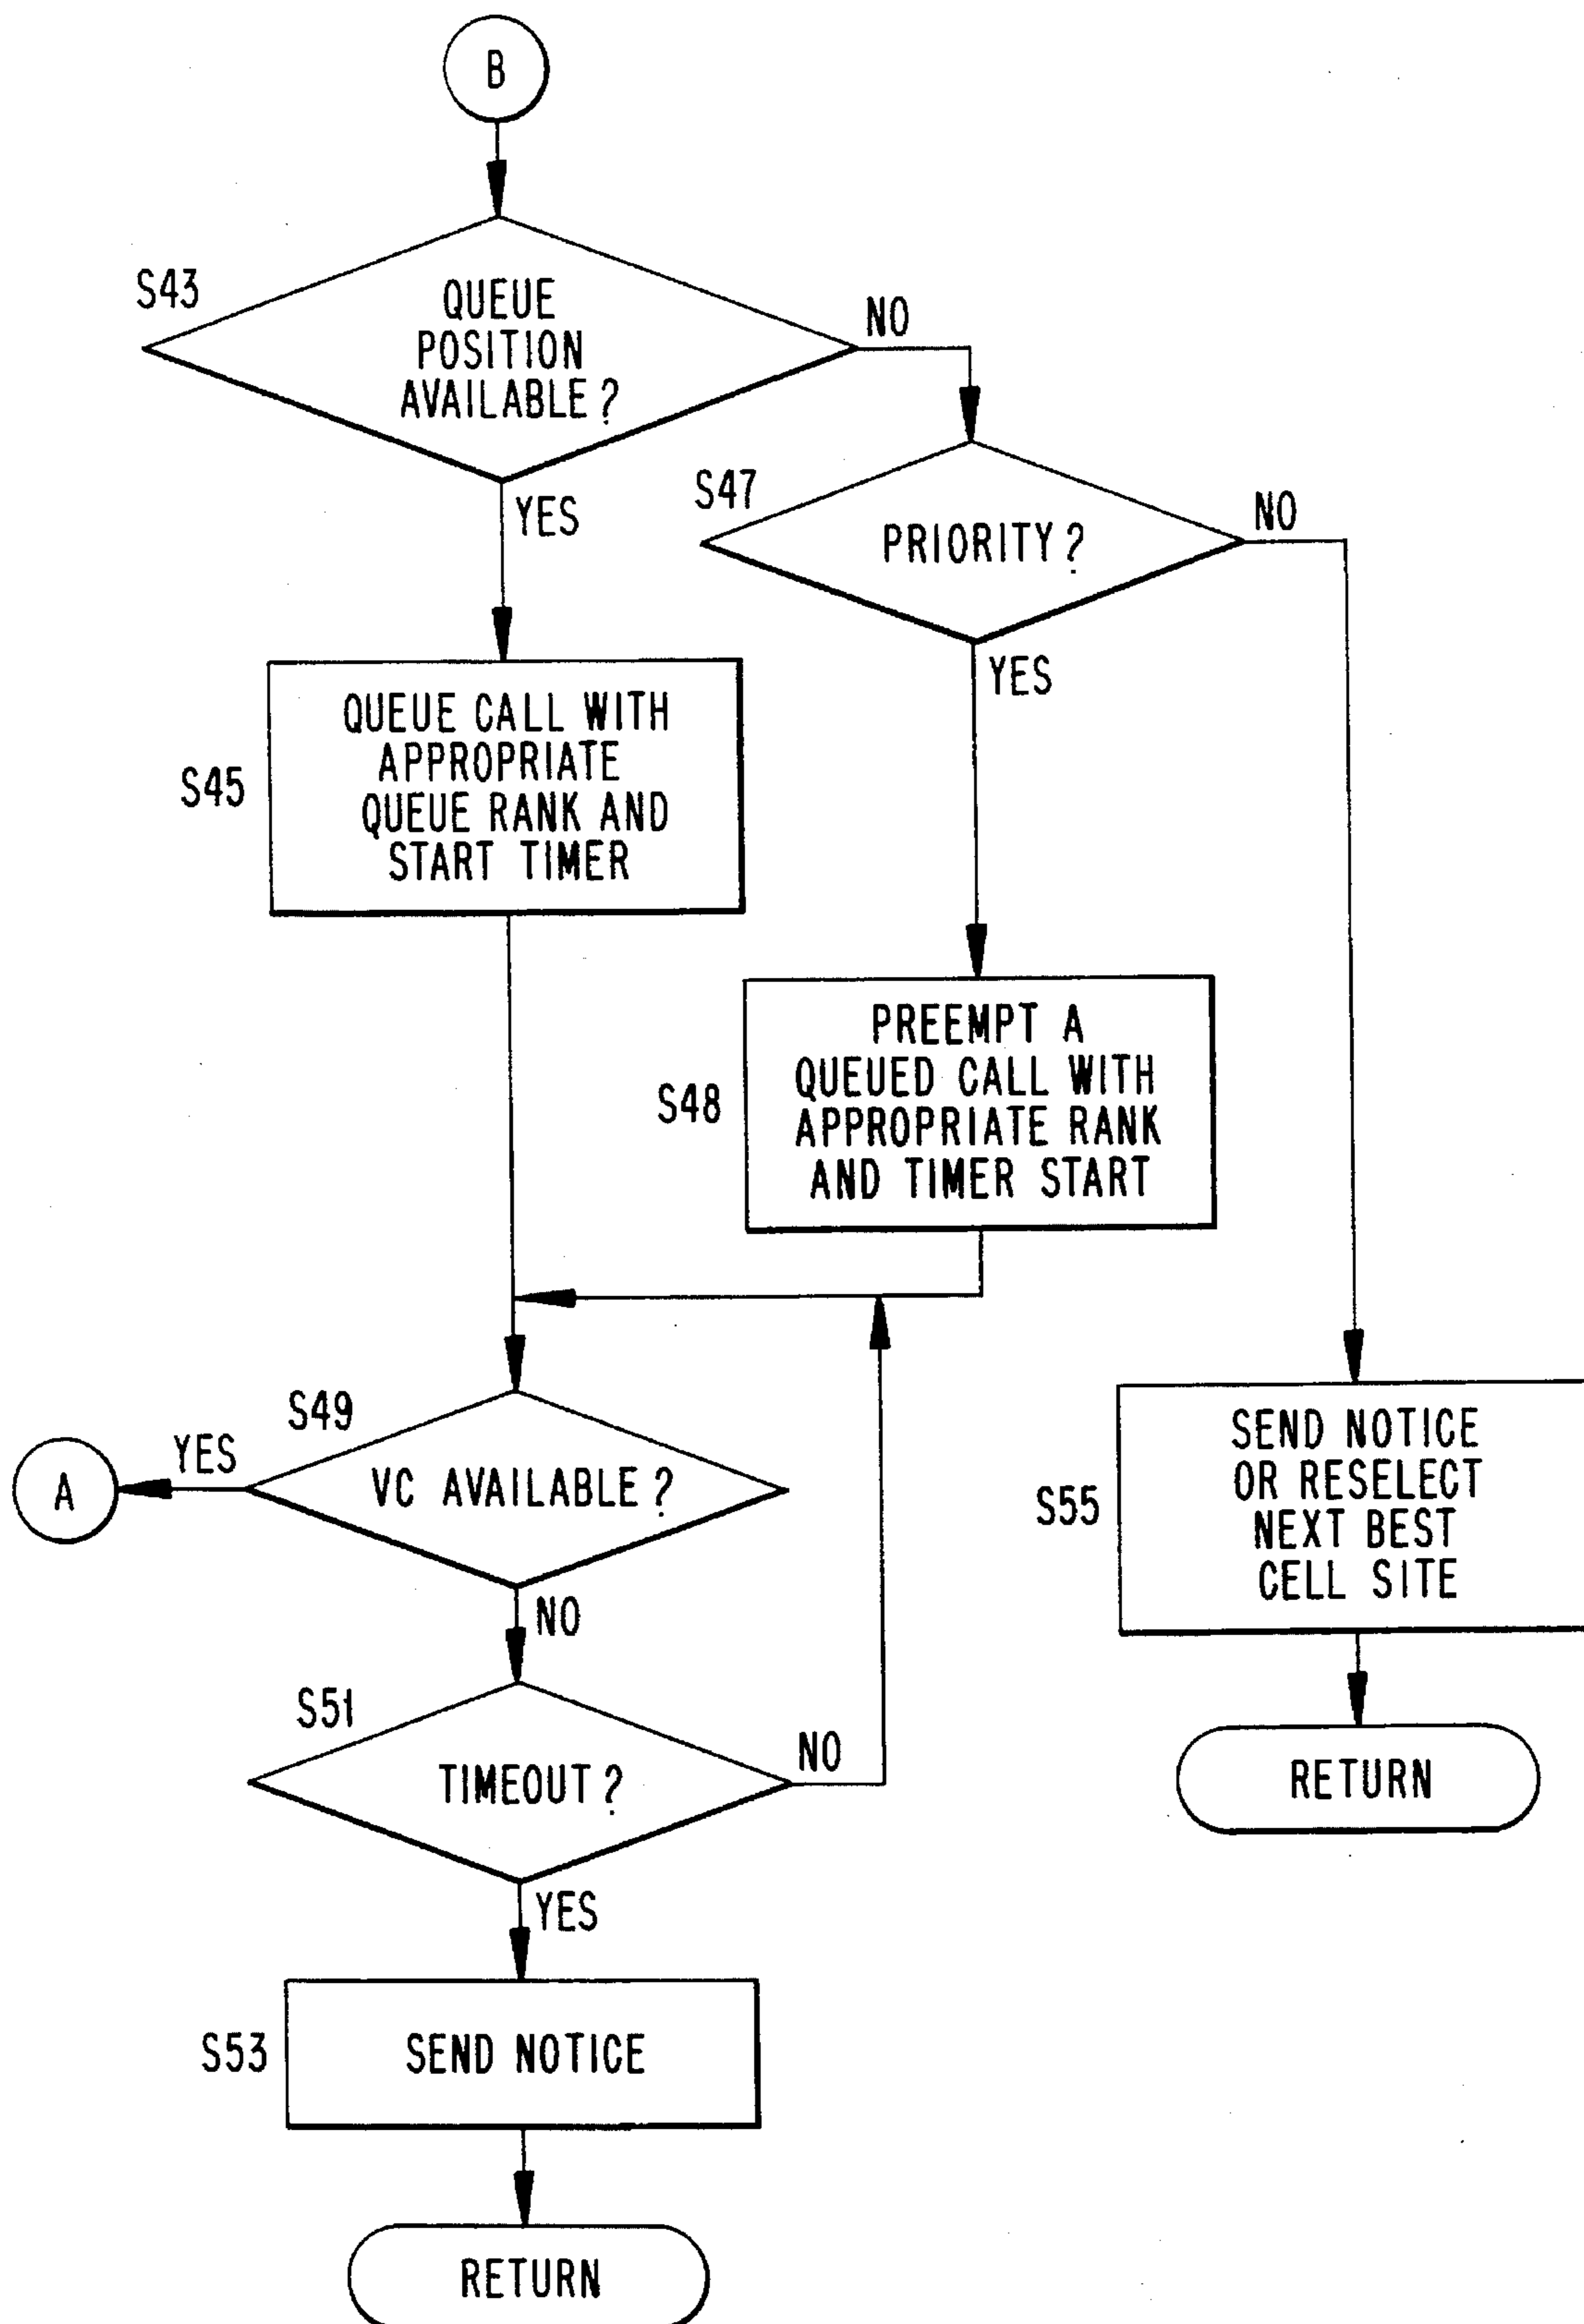 B
S43
QUEUE
POSITION
AVAILABLE?
NO
YES
S47
PRIORITY?
NO
YES
S45
QUEUE CALL WITH
APPROPRIATE
QUEUE RANK AND
START TIMER
S48
PREEMPT A
QUEUED CALL WITH
APPROPRIATE RANK
AND TIMER START
S49
VC AVAILABLE?
YES
A
NO
S55
SEND NOTICE
OR RESELECT
NEXT BEST
CELL SITE
RETURN
S51
TIMEOUT?
NO
YES
S53
SEND NOTICE
RETURN